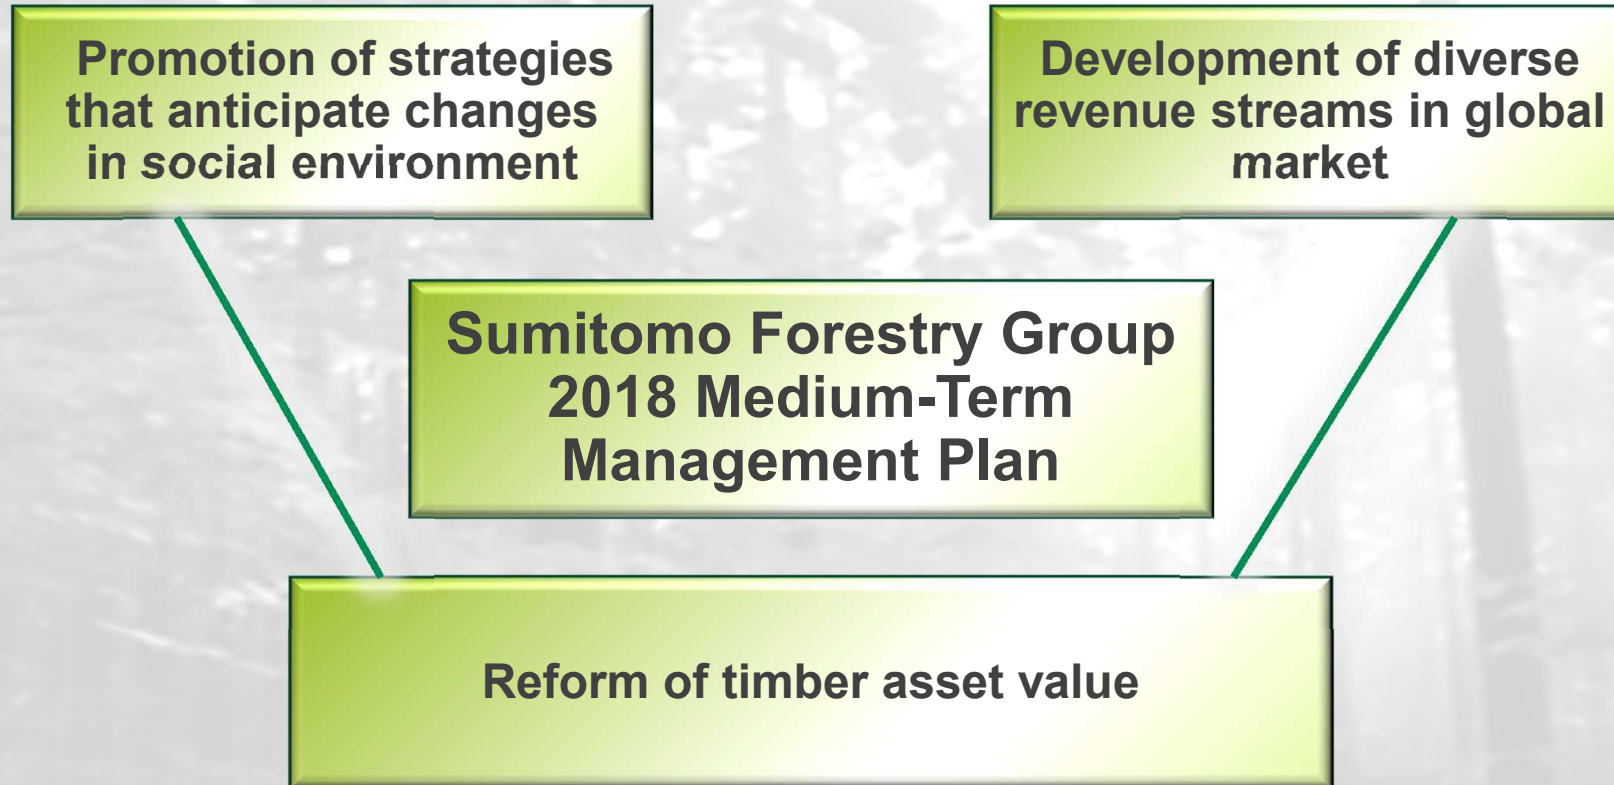 Promotion of strategies
that anticipate changes
in social environment
Development of diverse
revenue streams in global
market
Sumitomo Forestry Group
2018 Medium-Term
Management Plan
Reform of timber asset value